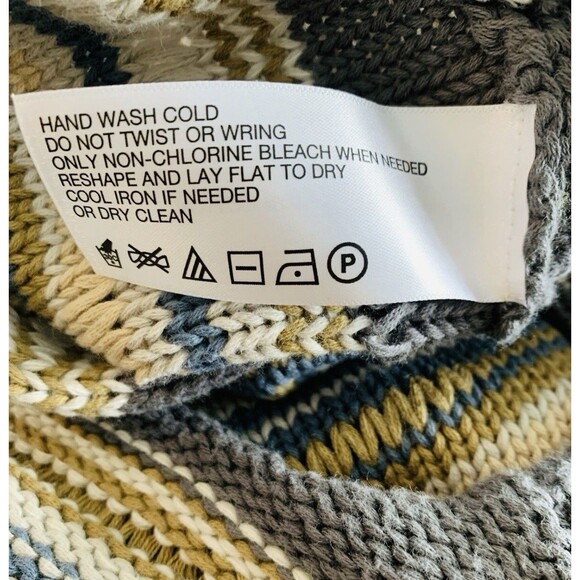 HAND WASH COLD
DO NOT TWIST OR WRING
ONLY NON-CHLORINE BLEACH WHEN NEEDED
RESHAPE AND LAY FLAT TO DRY
COOL IRON IF NEEDED
OR DRY CLEAN
P